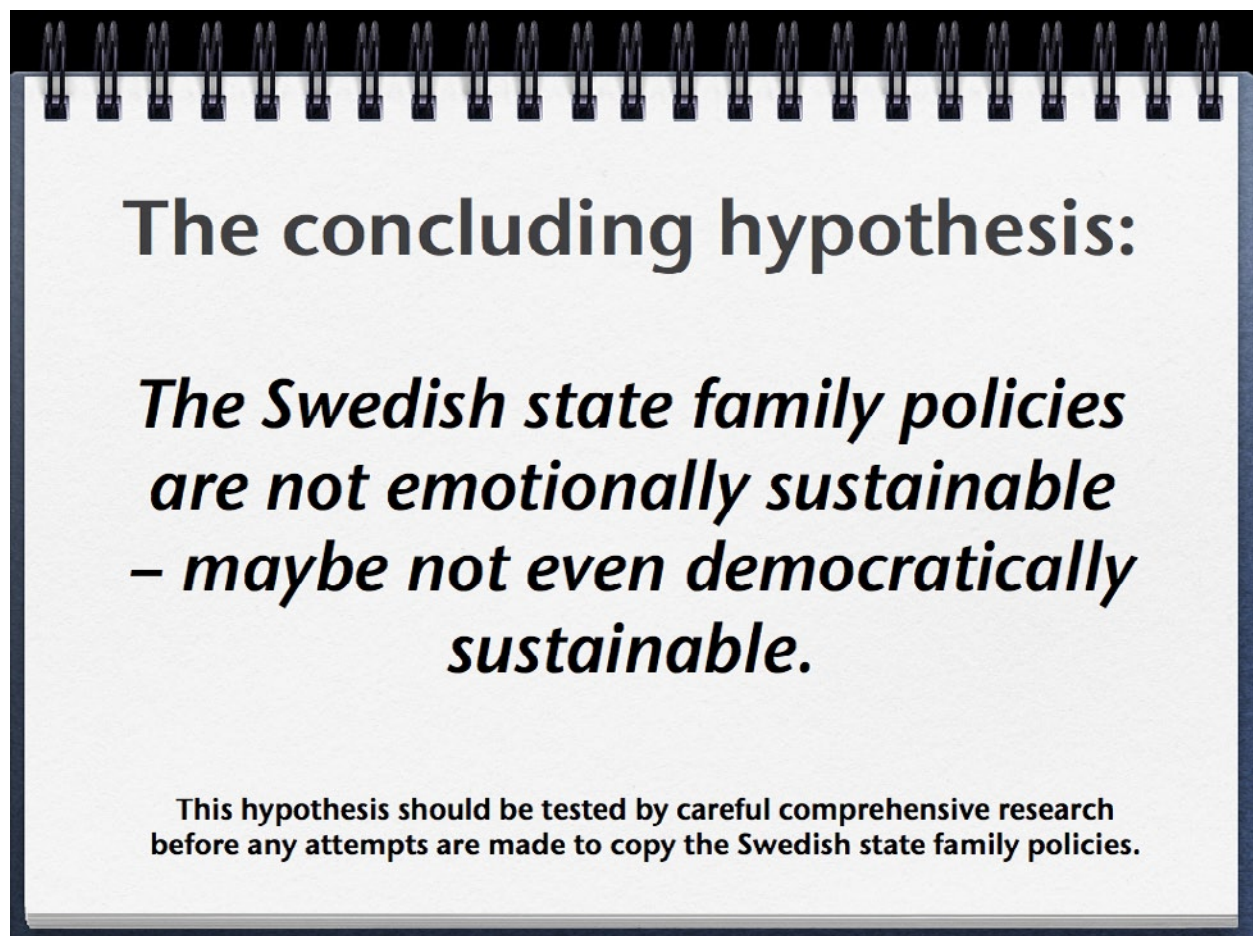 The concluding hypothesis:
The Swedish state family policies
are not emotionally sustainable
– maybe not even democratically
sustainable.
This hypothesis should be tested by careful comprehensive research
before any attempts are made to copy the Swedish state family policies.